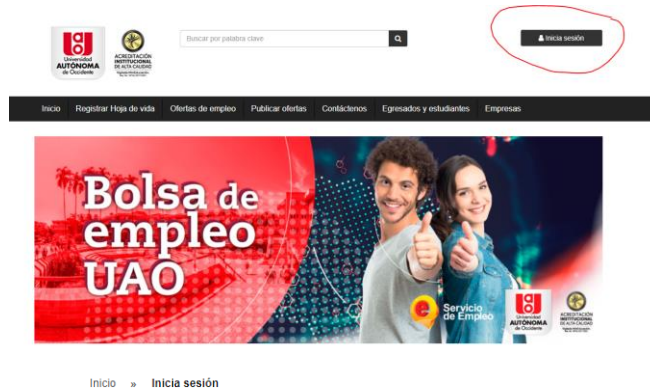 Universidad
AUTÓNOMA
de Occidente
ACREDITACIÓN
INSTITUCIONAL
DE ALTA CALIDAD
Buscar por palabra clave
Inicia sesión
Inicio Registrar Hoja de vida Ofertas de empleo Publicar ofertas Contáctenos Egresados y estudiantes Empresas
Bolsa de
empleo
UAO
Servicio
de Empleo
Universidad
AUTÓNOMA
de Occidente
ACREDITACIÓN
INSTITUCIONAL
DE ALTA CALIDAD
Inicio » Inicia sesión